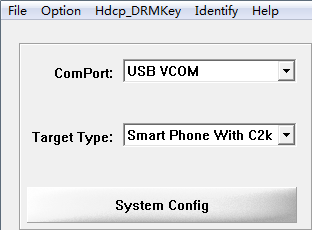 File Option Hdcp_DRMKey Identify Help
ComPort: USB VCOM
Target Type: Smart Phone With C2k
System Config